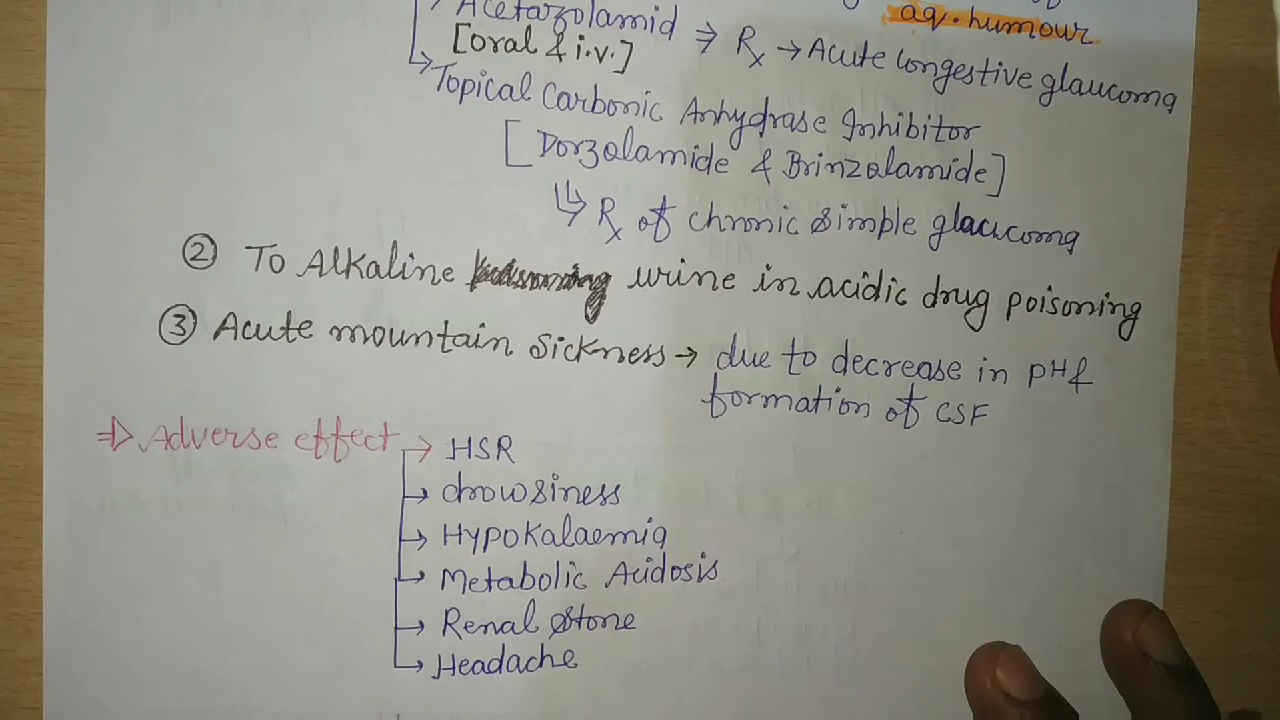 aq. humour
Acetazolamid ⇒ Rx → Acute Congestive glaucoma
[oral & i.v.]
↳ Topical Carbonic Anhydrase Inhibitor
[Dorzolamide & Brinzolamide]
↳ Rx of chronic simple glaucoma
② To Alkaline urine in acidic drug poisoning
③ Acute mountain sickness → due to decrease in pH &
formation of CSF
⇒ Adverse effect → HSR
→ drowsiness
→ Hypokalaemia
→ Metabolic Acidosis
→ Renal stone
↳ Headache